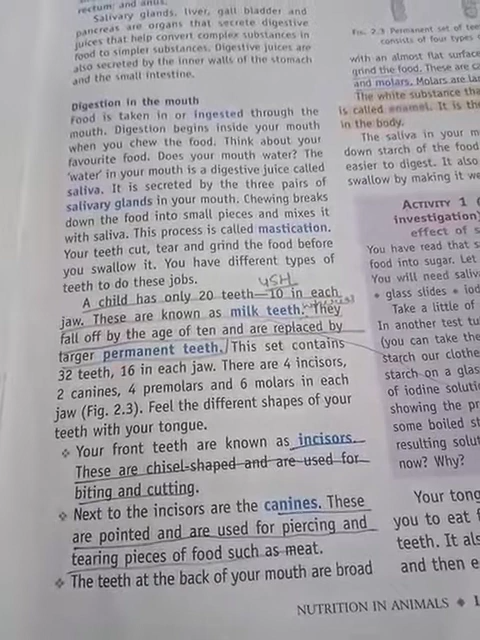 rectum; and anus.
Salivary glands, liver, gall bladder and
pancreas are organs that secrete digestive
juices that help convert complex substances in
food to simpler substances. Digestive juices are
also secreted by the inner walls of the stomach
and the small intestine.
Digestion in the mouth
Food is taken in or ingested through the
mouth. Digestion begins inside your mouth
when you chew the food. Think about your
favourite food. Does your mouth water? The
'water' in your mouth is a digestive juice called
saliva. It is secreted by the three pairs of
salivary glands in your mouth. Chewing breaks
down the food into small pieces and mixes it
with saliva. This process is called mastication.
Your teeth cut, tear and grind the food before
you swallow it. You have different types of
teeth to do these jobs.
A child has only 20 teeth—10 in each
jaw. These are known as milk teeth. They
fall off by the age of ten and are replaced by
larger permanent teeth. This set contains
32 teeth, 16 in each jaw. There are 4 incisors,
2 canines, 4 premolars and 6 molars in each
jaw (Fig. 2.3). Feel the different shapes of your
teeth with your tongue.
❖ Your front teeth are known as incisors.
These are chisel-shaped and are used for
biting and cutting.
❖ Next to the incisors are the canines. These
are pointed and are used for piercing and
tearing pieces of food such as meat.
❖ The teeth at the back of your mouth are broad
FIG. 2.3 Permanent set of
consists of four types
with an almost flat surface
grind the food. These are
and molars. Molars are
The white substance
is called enamel. It is
in the body.
The saliva in your
down starch of the food
easier to digest. It also
swallow by making it
ACTIVITY 1
investigation)
effect of
You have read that
food into sugar. Let
You will need
• glass slides •
Take a little of
In another test
(you can take the
starch our
starch on a
of iodine
showing the
some boiled
resulting
now? Why?
Your
you to eat
teeth. It
and then
NUTRITION IN ANIMALS ◆